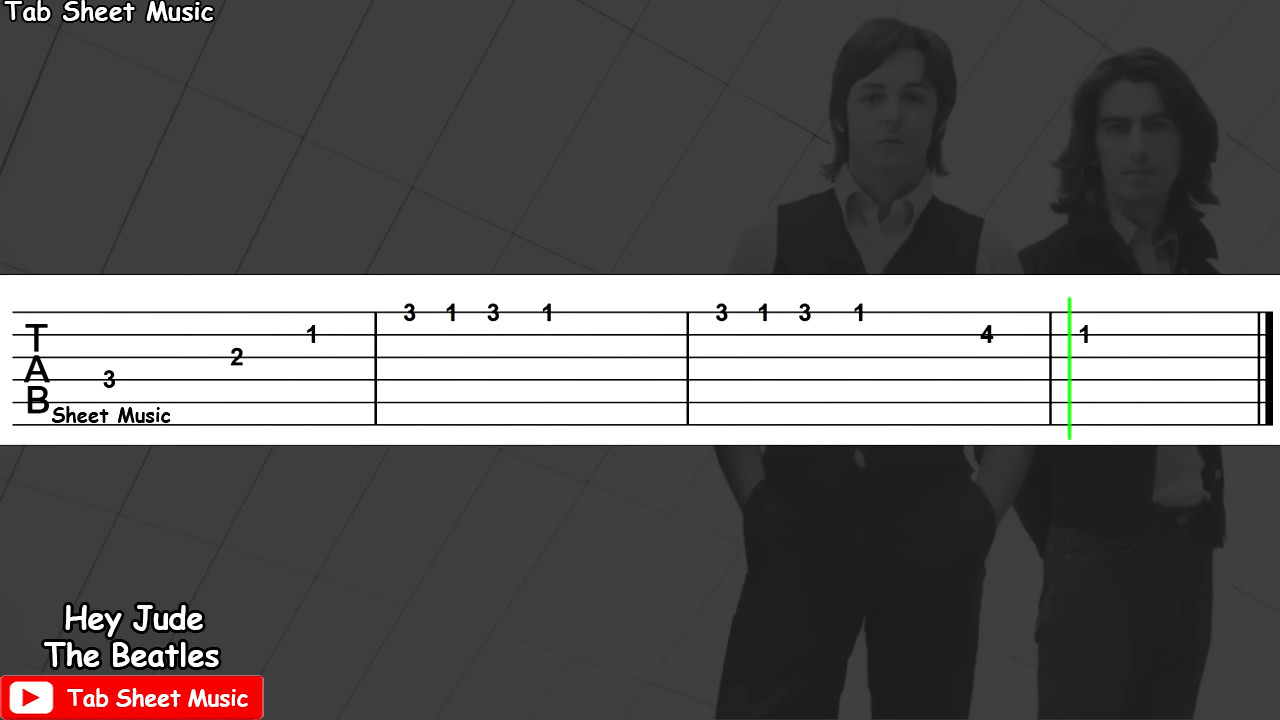 Tab Sheet Music
3 1 3 1 3 1 3 1
T 1 4 1
A 2
3
B Sheet Music
Hey Jude
The Beatles
Tab Sheet Music